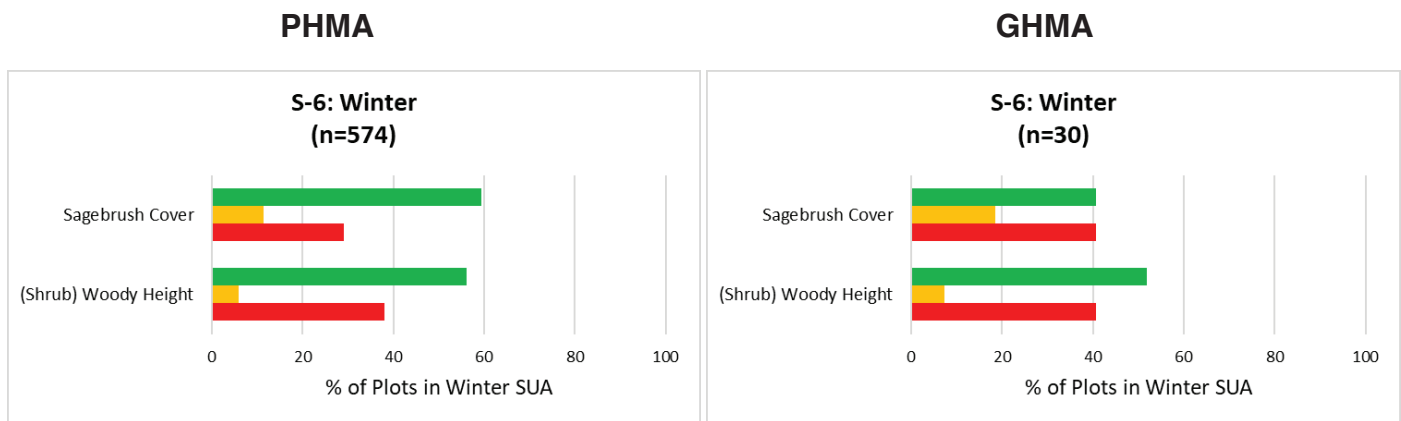 PHMA
S-6: Winter
(n=574)
Sagebrush Cover
(Shrub) Woody Height
0 20 40 60 80 100
% of Plots in Winter SUA
GHMA
S-6: Winter
(n=30)
Sagebrush Cover
(Shrub) Woody Height
0 20 40 60 80 100
% of Plots in Winter SUA